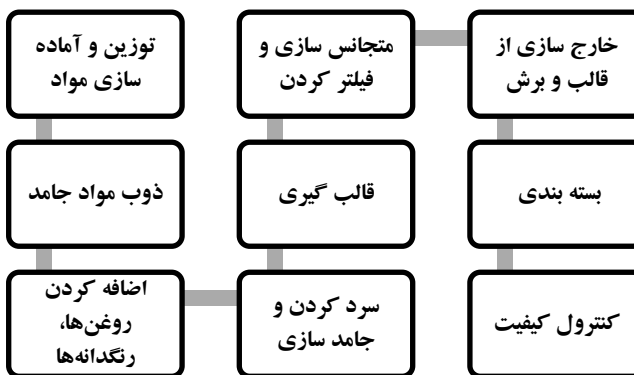 توزین و آماده
سازی مواد
ذوب مواد جامد
اضافه کردن
روغن‌ها،
رنگدانه‌ها
سرد کردن و
جامد سازی
قالب گیری
متجانس سازی و
فیلتر کردن
خارج سازی از
قالب و برش
بسته بندی
کنترول کیفیت